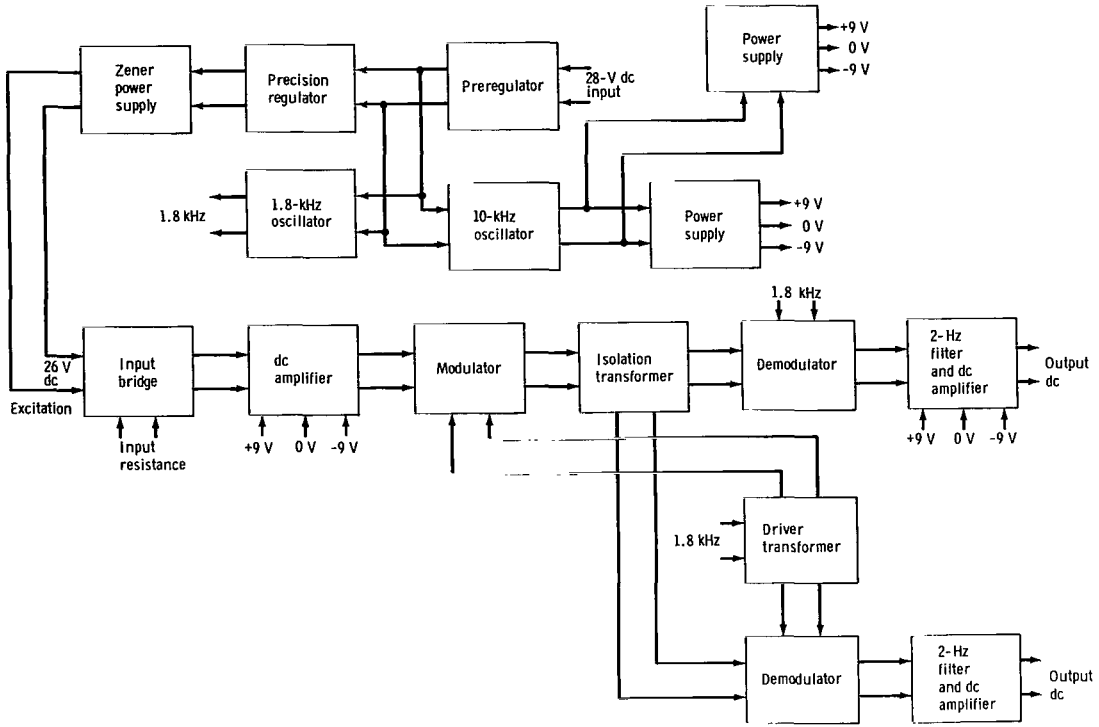 Zener
power
supply
Precision
regulator
Preregulator
28-V dc
input
Power
supply
+9 V
0 V
-9 V
1.8 kHz
1.8-kHz
oscillator
10-kHz
oscillator
Power
supply
+9 V
0 V
-9 V
26 V
dc
Excitation
Input
bridge
Input
resistance
dc
amplifier
+9 V 0 V -9 V
Modulator
Isolation
transformer
1.8 kHz
Demodulator
2-Hz
filter
and dc
amplifier
+9 V 0 V -9 V
Output
dc
1.8 kHz
Driver
transformer
Demodulator
2-Hz
filter
and dc
amplifier
Output
dc